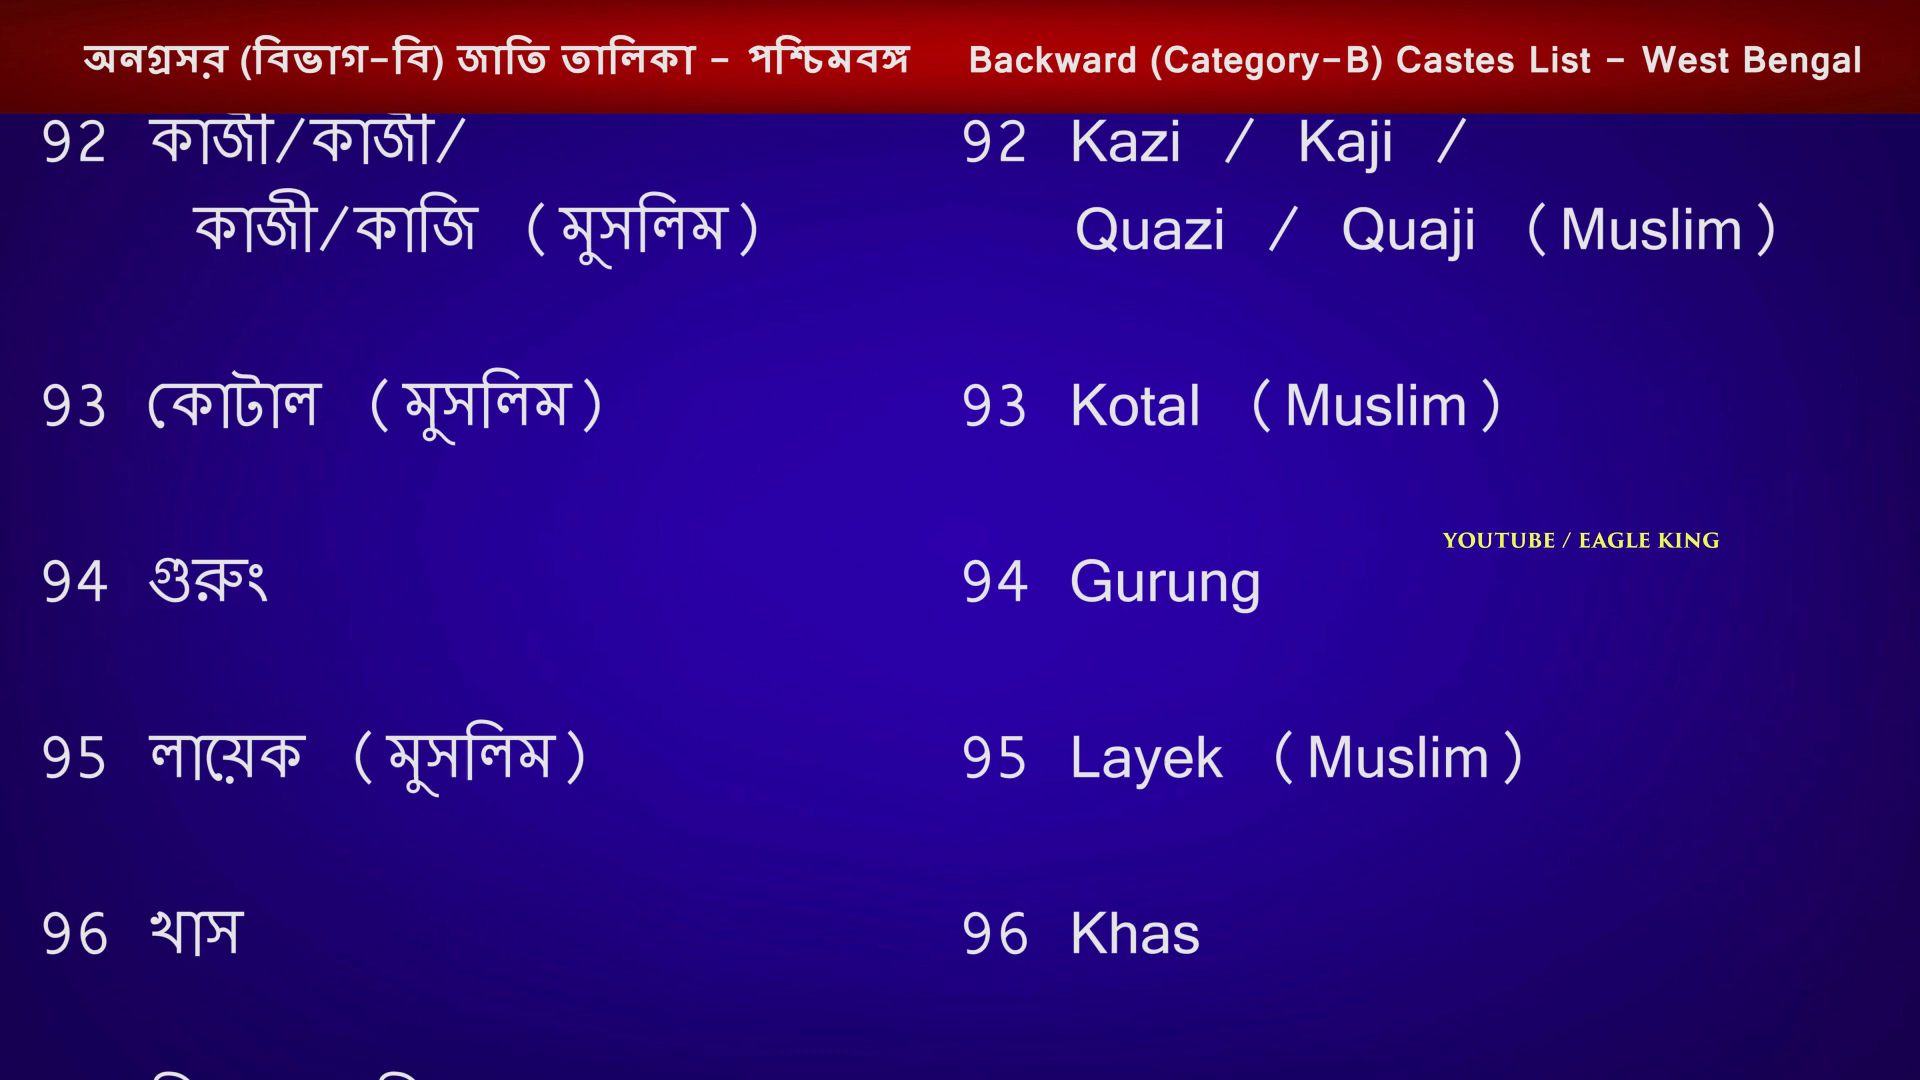 অনগ্রসর (বিভাগ-বি) জাতি তালিকা - পশ্চিমবঙ্গ Backward (Category-B) Castes List - West Bengal
92 কাজী/কাজী/ 92 Kazi / Kaji /
কাজী/কাজি (মুসলিম) Quazi / Quaji (Muslim)
93 কোটাল (মুসলিম) 93 Kotal (Muslim)
YOUTUBE / EAGLE KING
94 গুরুং 94 Gurung
95 লায়েক (মুসলিম) 95 Layek (Muslim)
96 খাস 96 Khas